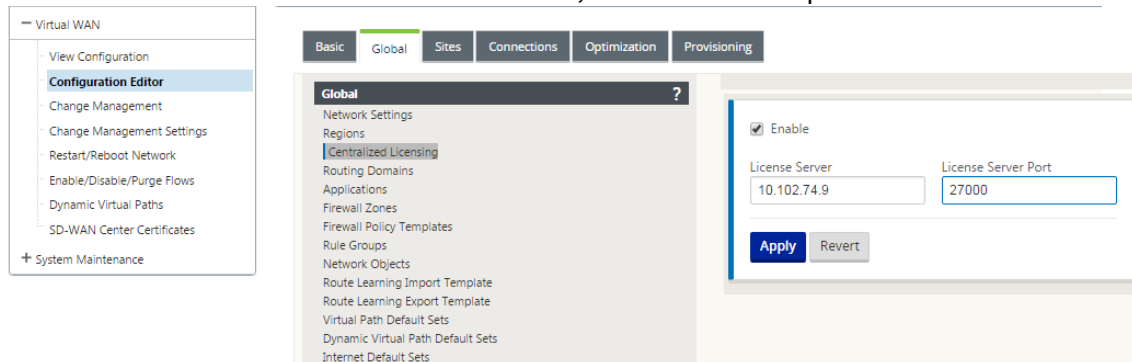 Virtual WAN
View Configuration
Configuration Editor
Change Management
Change Management Settings
Restart/Reboot Network
Enable/Disable/Purge Flows
Dynamic Virtual Paths
SD-WAN Center Certificates
System Maintenance
Basic Global Sites Connections Optimization Provisioning
Global ?
Network Settings
Regions
Centralized Licensing
Routing Domains
Applications
Firewall Zones
Firewall Policy Templates
Rule Groups
Network Objects
Route Learning Import Template
Route Learning Export Template
Virtual Path Default Sets
Dynamic Virtual Path Default Sets
Internet Default Sets
Enable
License Server License Server Port
10.102.74.9 27000
Apply Revert